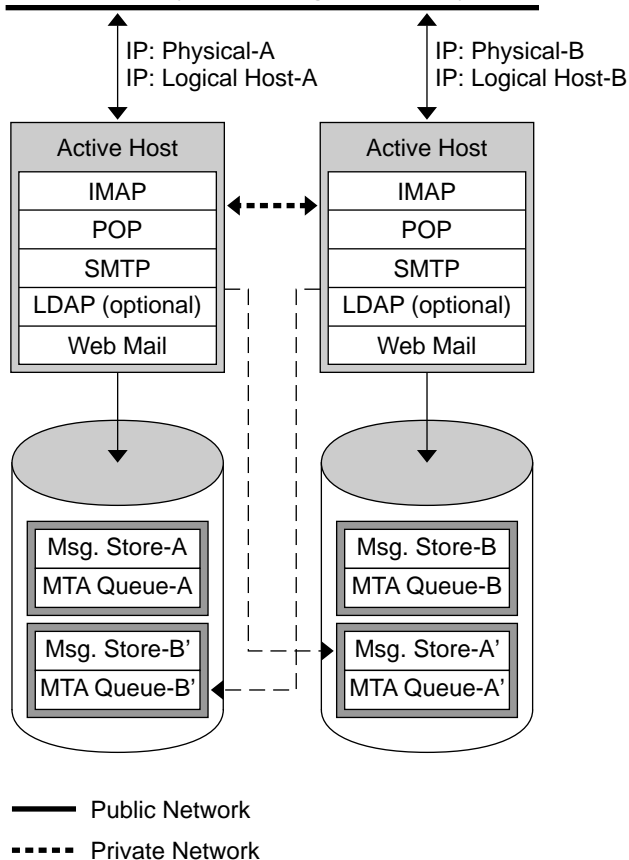 IP: Physical-A
IP: Logical Host-A
IP: Physical-B
IP: Logical Host-B
Active Host
IMAP
POP
SMTP
LDAP (optional)
Web Mail
Active Host
IMAP
POP
SMTP
LDAP (optional)
Web Mail
Msg. Store-A
MTA Queue-A
Msg. Store-B’
MTA Queue-B’
Msg. Store-B
MTA Queue-B
Msg. Store-A’
MTA Queue-A’
Public Network
Private Network